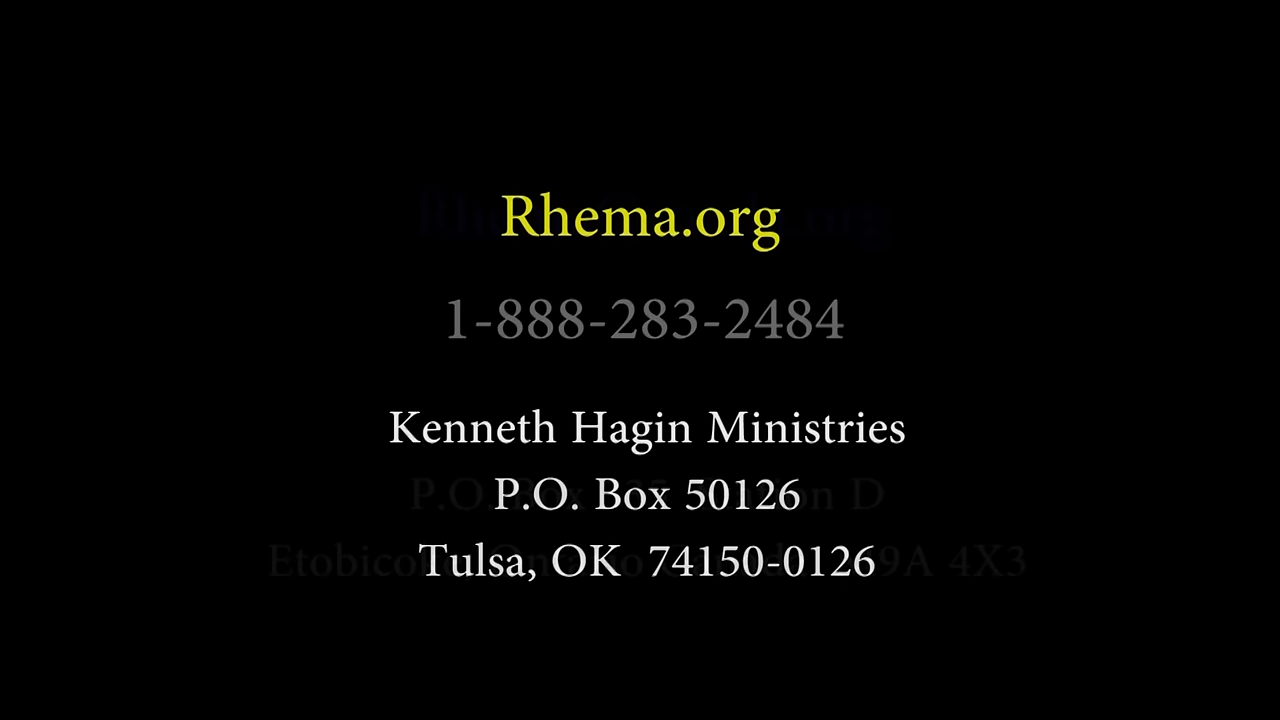 Rhema.org
1-888-283-2484
Kenneth Hagin Ministries
P.O. Box 50126
Tulsa, OK 74150-0126